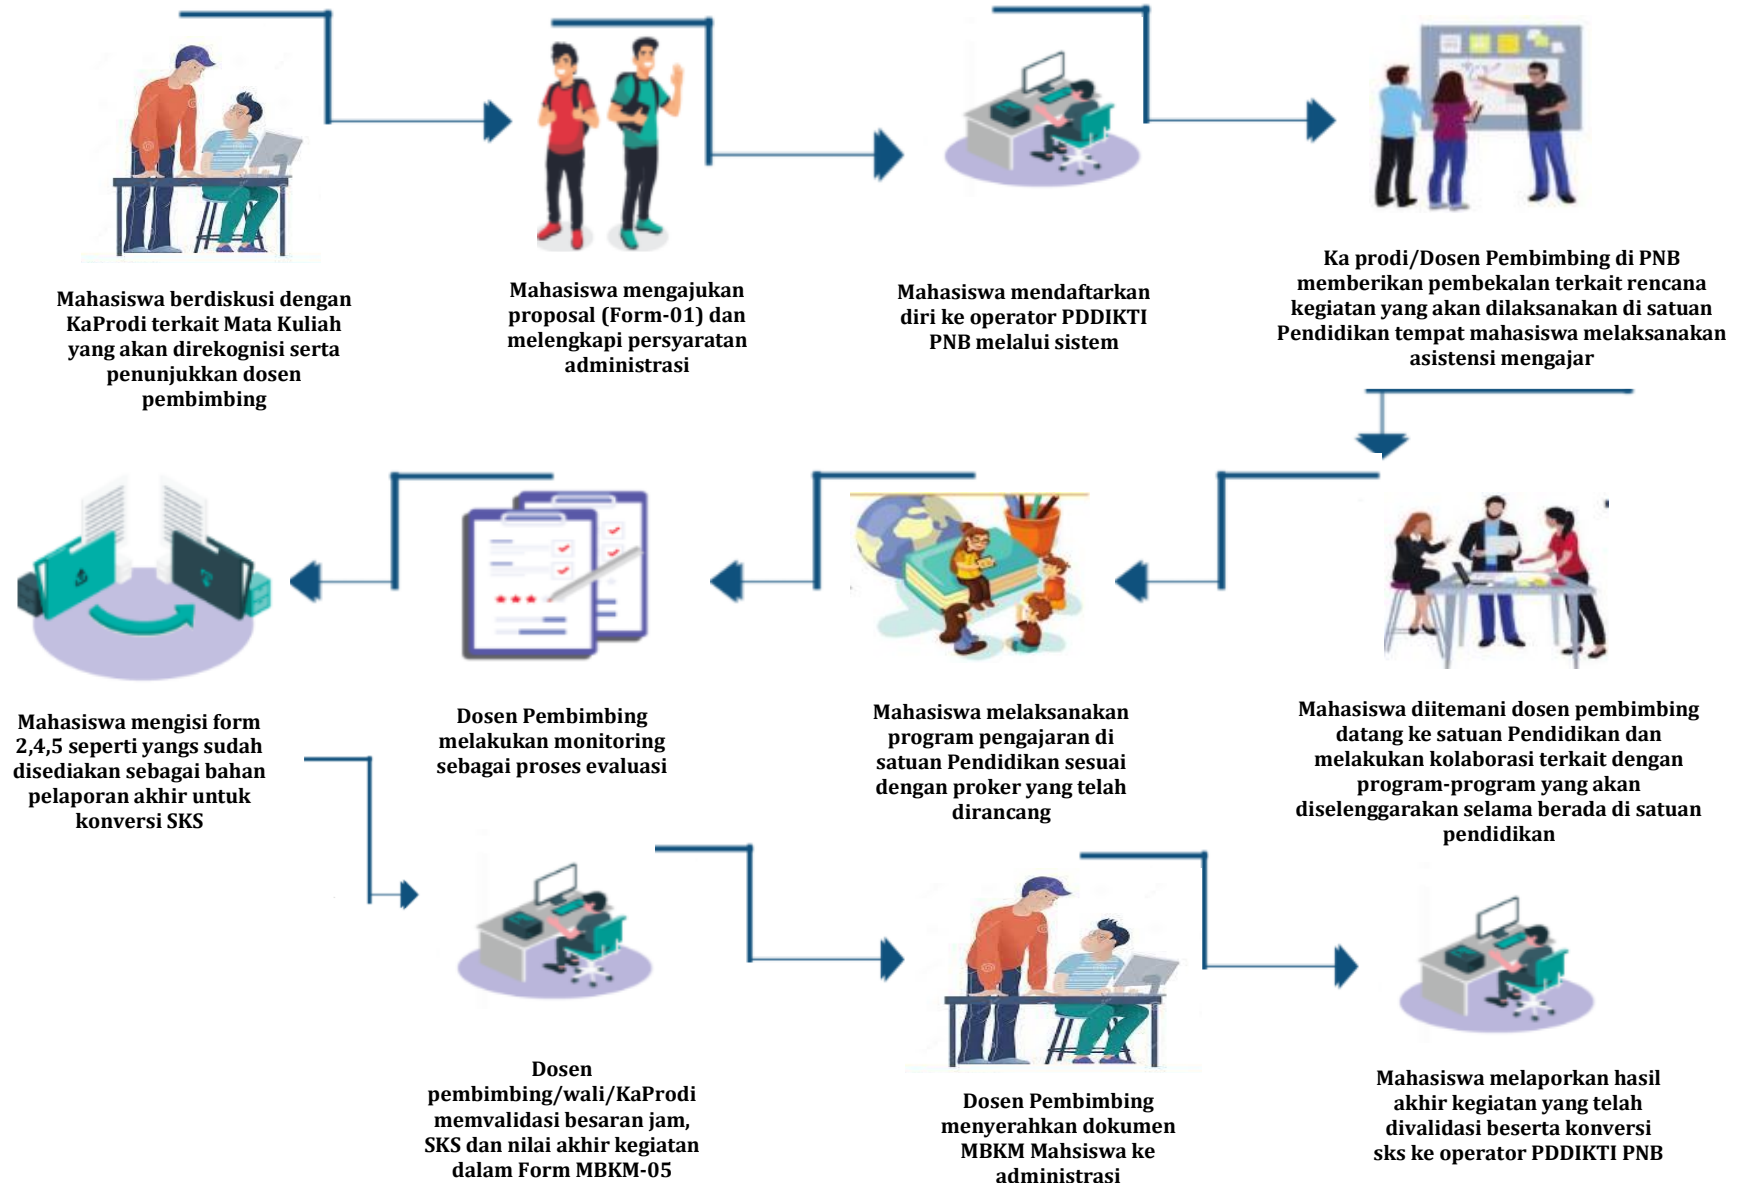 Mahasiswa berdiskusi dengan
KaProdi terkait Mata Kuliah
yang akan direkognisi serta
penunjukkan dosen
pembimbing
Mahasiswa mengajukan
proposal (Form-01) dan
melengkapi persyaratan
administrasi
Mahasiswa mendaftarkan
diri ke operator PDDIKTI
PNB melalui sistem
Ka prodi/Dosen Pembimbing di PNB
memberikan pembekalan terkait rencana
kegiatan yang akan dilaksanakan di satuan
Pendidikan tempat mahasiswa melaksanakan
asistensi mengajar
Mahasiswa diitemani dosen pembimbing
datang ke satuan Pendidikan dan
melakukan kolaborasi terkait dengan
program-program yang akan
diselenggarakan selama berada di satuan
pendidikan
Mahasiswa melaksanakan
program pengajaran di
satuan Pendidikan sesuai
dengan proker yang telah
dirancang
Dosen Pembimbing
melakukan monitoring
sebagai proses evaluasi
Mahasiswa mengisi form
2,4,5 seperti yangs sudah
disediakan sebagai bahan
pelaporan akhir untuk
konversi SKS
Dosen
pembimbing/wali/KaProdi
memvalidasi besaran jam,
SKS dan nilai akhir kegiatan
dalam Form MBKM-05
Dosen Pembimbing
menyerahkan dokumen
MBKM Mahsiswa ke
administrasi
Mahasiswa melaporkan hasil
akhir kegiatan yang telah
divalidasi beserta konversi
sks ke operator PDDIKTI PNB